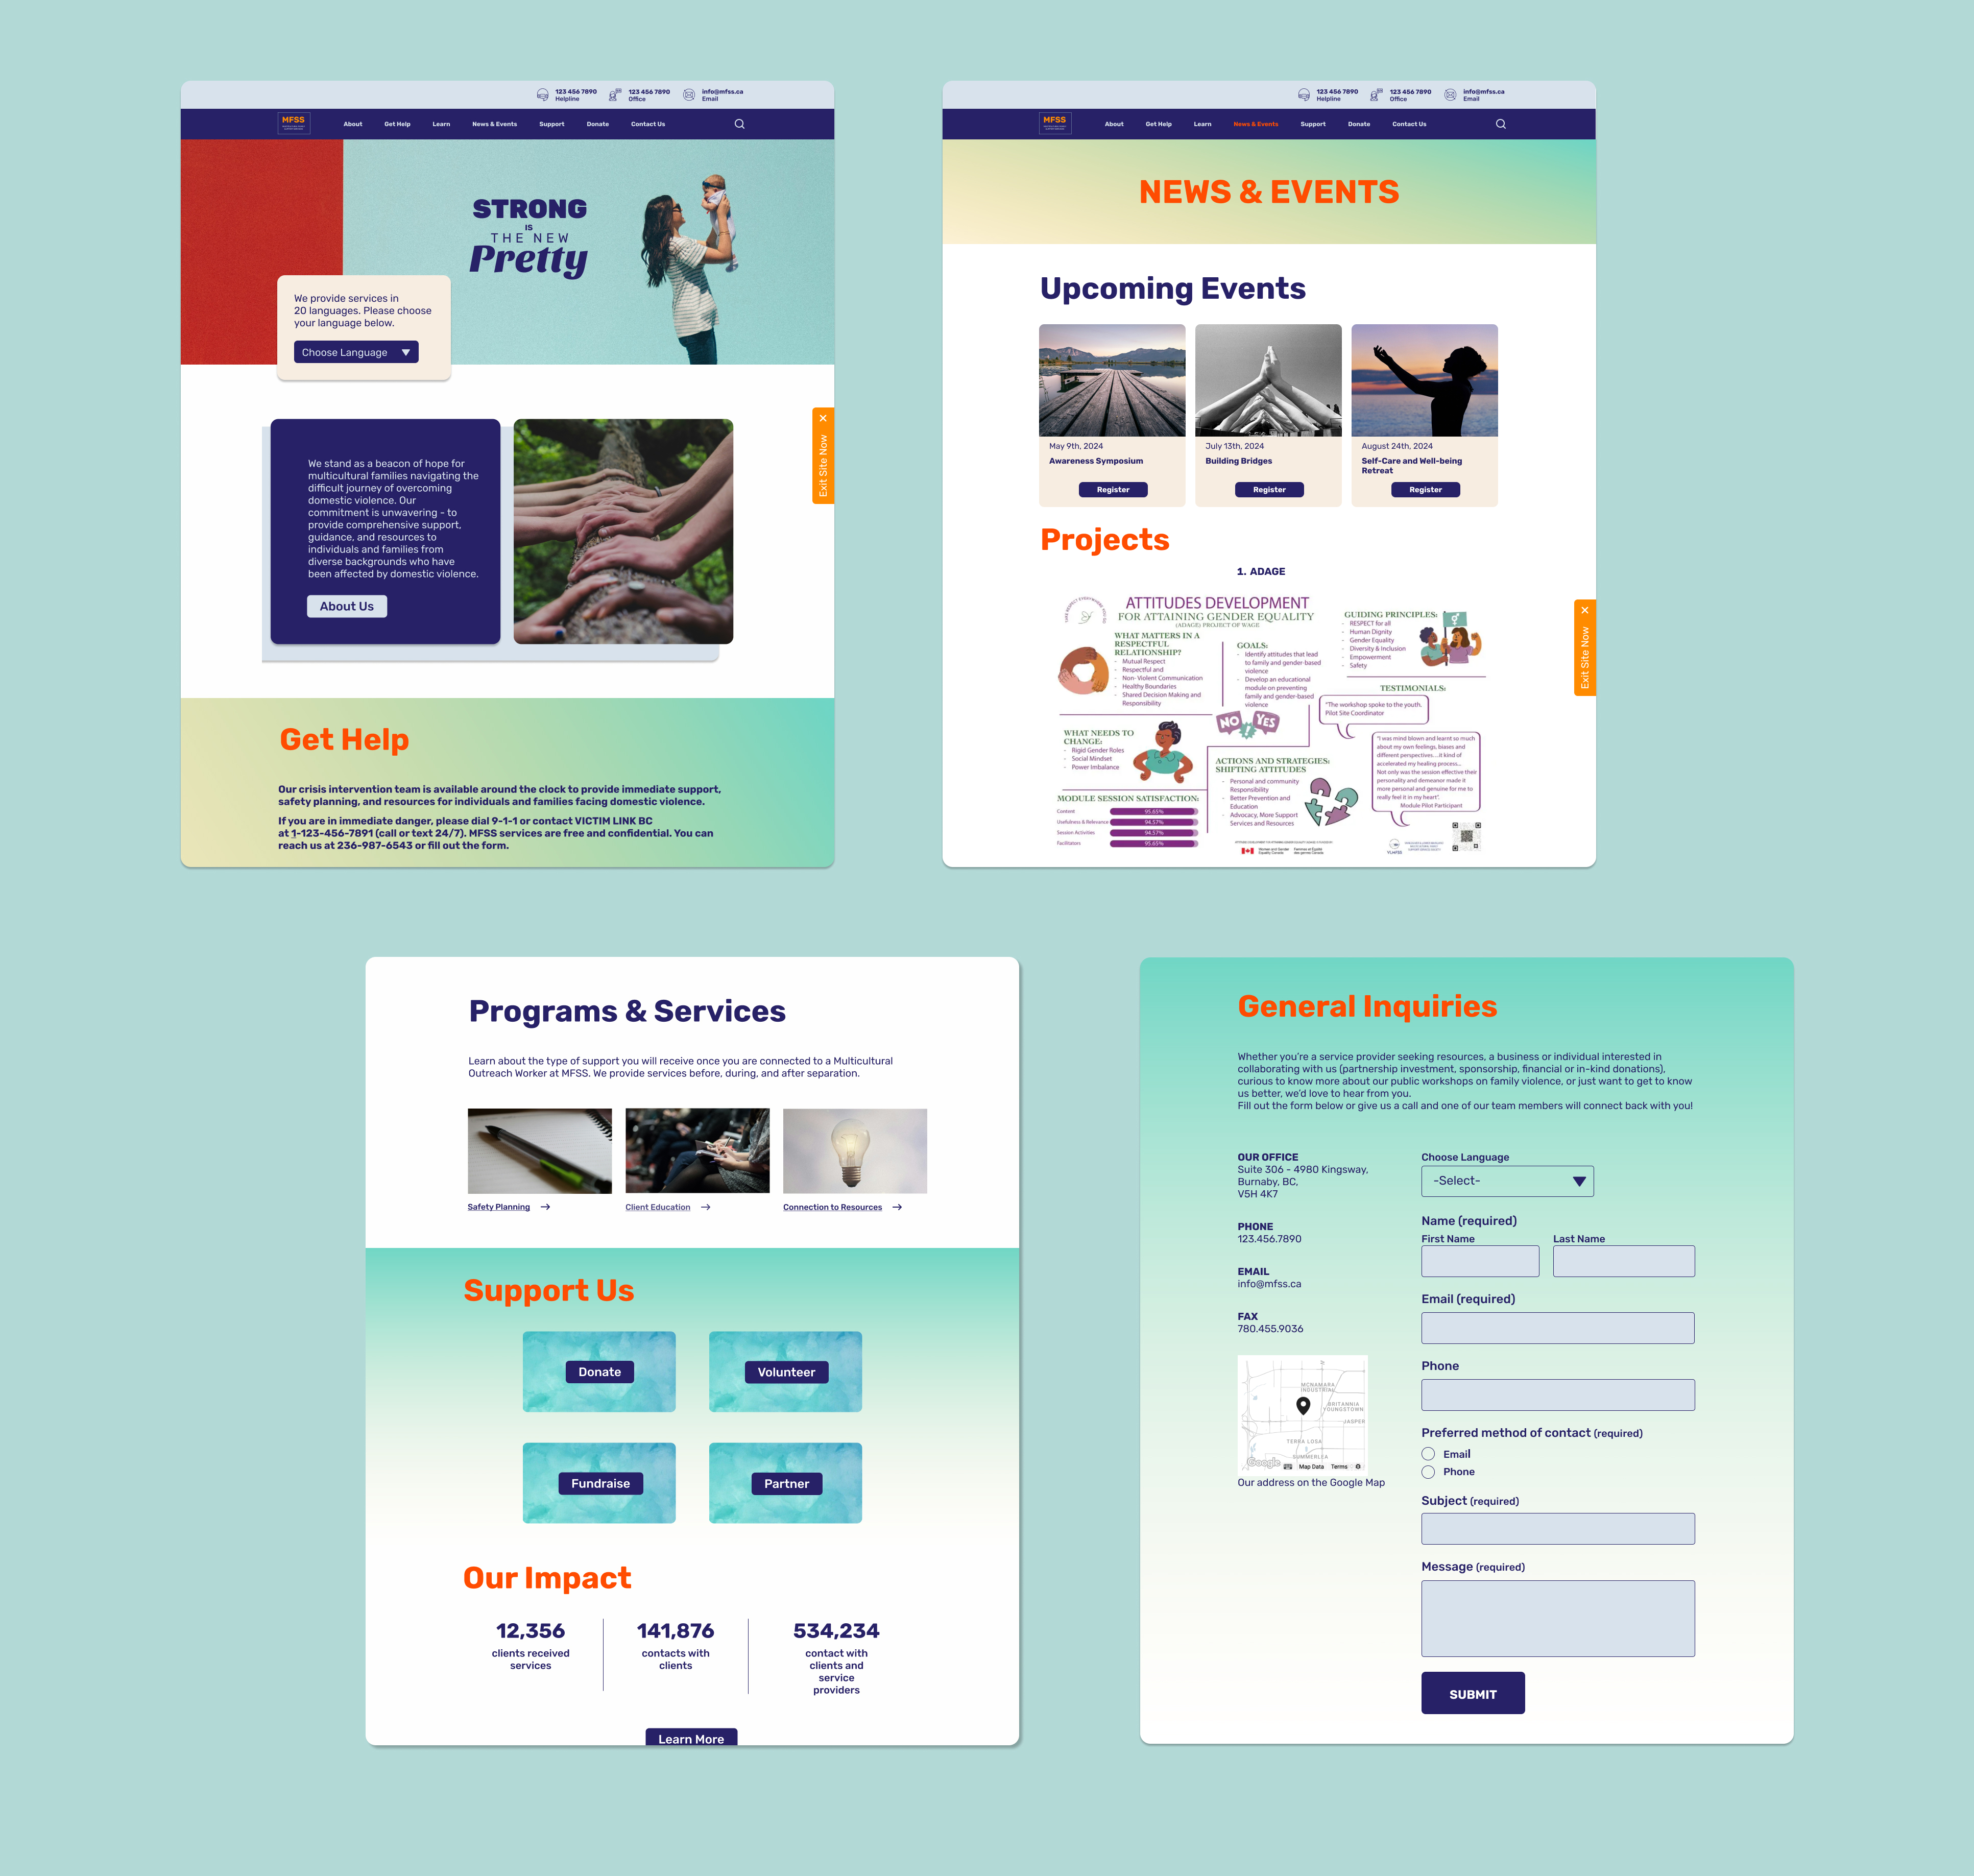 123 456 7890
Helpline
123 456 7890
Office
info@mfss.ca
Email
MFSS
About
Get Help
Learn
News & Events
Support
Donate
Contact Us
STRONG
IS
THE NEW
Pretty
We provide services in
20 languages. Please choose
your language below.
Choose Language
Exit Site Now
We stand as a beacon of hope for
multicultural families navigating the
difficult journey of overcoming
domestic violence. Our
commitment is unwavering - to
provide comprehensive support,
guidance, and resources to
individuals and families from
diverse backgrounds who have
been affected by domestic violence.
About Us
Get Help
Our crisis intervention team is available around the clock to provide immediate support,
safety planning, and resources for individuals and families facing domestic violence.
If you are in immediate danger, please dial 9-1-1 or contact VICTIM LINK BC
at 1-123-456-7891 (call or text 24/7). MFSS services are free and confidential. You can
reach us at 236-987-6543 or fill out the form.
123 456 7890
Helpline
123 456 7890
Office
info@mfss.ca
Email
MFSS
About
Get Help
Learn
News & Events
Support
Donate
Contact Us
NEWS & EVENTS
Upcoming Events
May 9th, 2024
Awareness Symposium
Register
July 13th, 2024
Building Bridges
Register
August 24th, 2024
Self-Care and Well-being
Retreat
Register
Exit Site Now
Projects
1. ADAGE
ATTITUDES DEVELOPMENT
FOR ATTAINING GENDER EQUALITY
(ADAGE) PROJECT OF WAGE
WHAT MATTERS IN A
RESPECTFUL
RELATIONSHIP?
- Mutual Respect
- Respectful and
- Non- Violent Communication
- Healthy Boundaries
- Shared Decision Making and
Responsibility
GOALS:
- Identify attitudes that lead
to family and gender-based
violence
- Develop an educational
module on preventing
family and gender-based
violence
GUIDING PRINCIPLES:
- RESPECT for all
- Human Dignity
- Gender Equality
- Diversity & Inclusion
- Empowerment
- Safety
TESTIMONIALS:
"The workshop spoke to the youth.
Pilot Site Coordinator
NO
YES
WHAT NEEDS TO
CHANGE:
- Rigid Gender Roles
- Social Mindset
- Power Imbalance
ACTIONS AND STRATEGIES:
SHIFTING ATTITUDES
- Personal and community
Responsibility
- Better Prevention and
Education
- Advocacy, More Support
Services and Resources
"I was mind blown and learnt so much
about my own feelings, biases and
different perspectives....it kind of
accelerated my healing process...
Not only was the session effective their
personality and demeanor made it
more personal and genuine for me to
really feel it in my heart".
Module Pilot Participant
MODULE SESSION SATISFACTION:
Content
95.65%
Usefulness & Relevance
94.57%
Session Activities
94.57%
Facilitators
95.65%
Women and Gender
Equality Canada
Femmes et Égalité
des genres Canada
Programs & Services
Learn about the type of support you will receive once you are connected to a Multicultural
Outreach Worker at MFSS. We provide services before, during, and after separation.
Safety Planning
Client Education
Connection to Resources
Support Us
Donate
Volunteer
Fundraise
Partner
Our Impact
12,356
clients received
services
141,876
contacts with
clients
534,234
contact with
clients and
service
providers
Learn More
General Inquiries
Whether you're a service provider seeking resources, a business or individual interested in
collaborating with us (partnership investment, sponsorship, financial or in-kind donations),
curious to know more about our public workshops on family violence, or just want to get to know
us better, we'd love to hear from you.
Fill out the form below or give us a call and one of our team members will connect back with you!
OUR OFFICE
Suite 306 - 4980 Kingsway,
Burnaby, BC,
V5H 4K7
PHONE
123.456.7890
EMAIL
info@mfss.ca
FAX
780.455.9036
MCNAMARA
INDUSTRIAL
BRITANNIA
YOUNGSTOWN
JASPER
TERRA LOSA
SUMMERLEA
Google
Map Data
Terms
Our address on the Google Map
Choose Language
-Select-
Name (required)
First Name
Last Name
Email (required)
Phone
Preferred method of contact (required)
Email
Phone
Subject (required)
Message (required)
SUBMIT